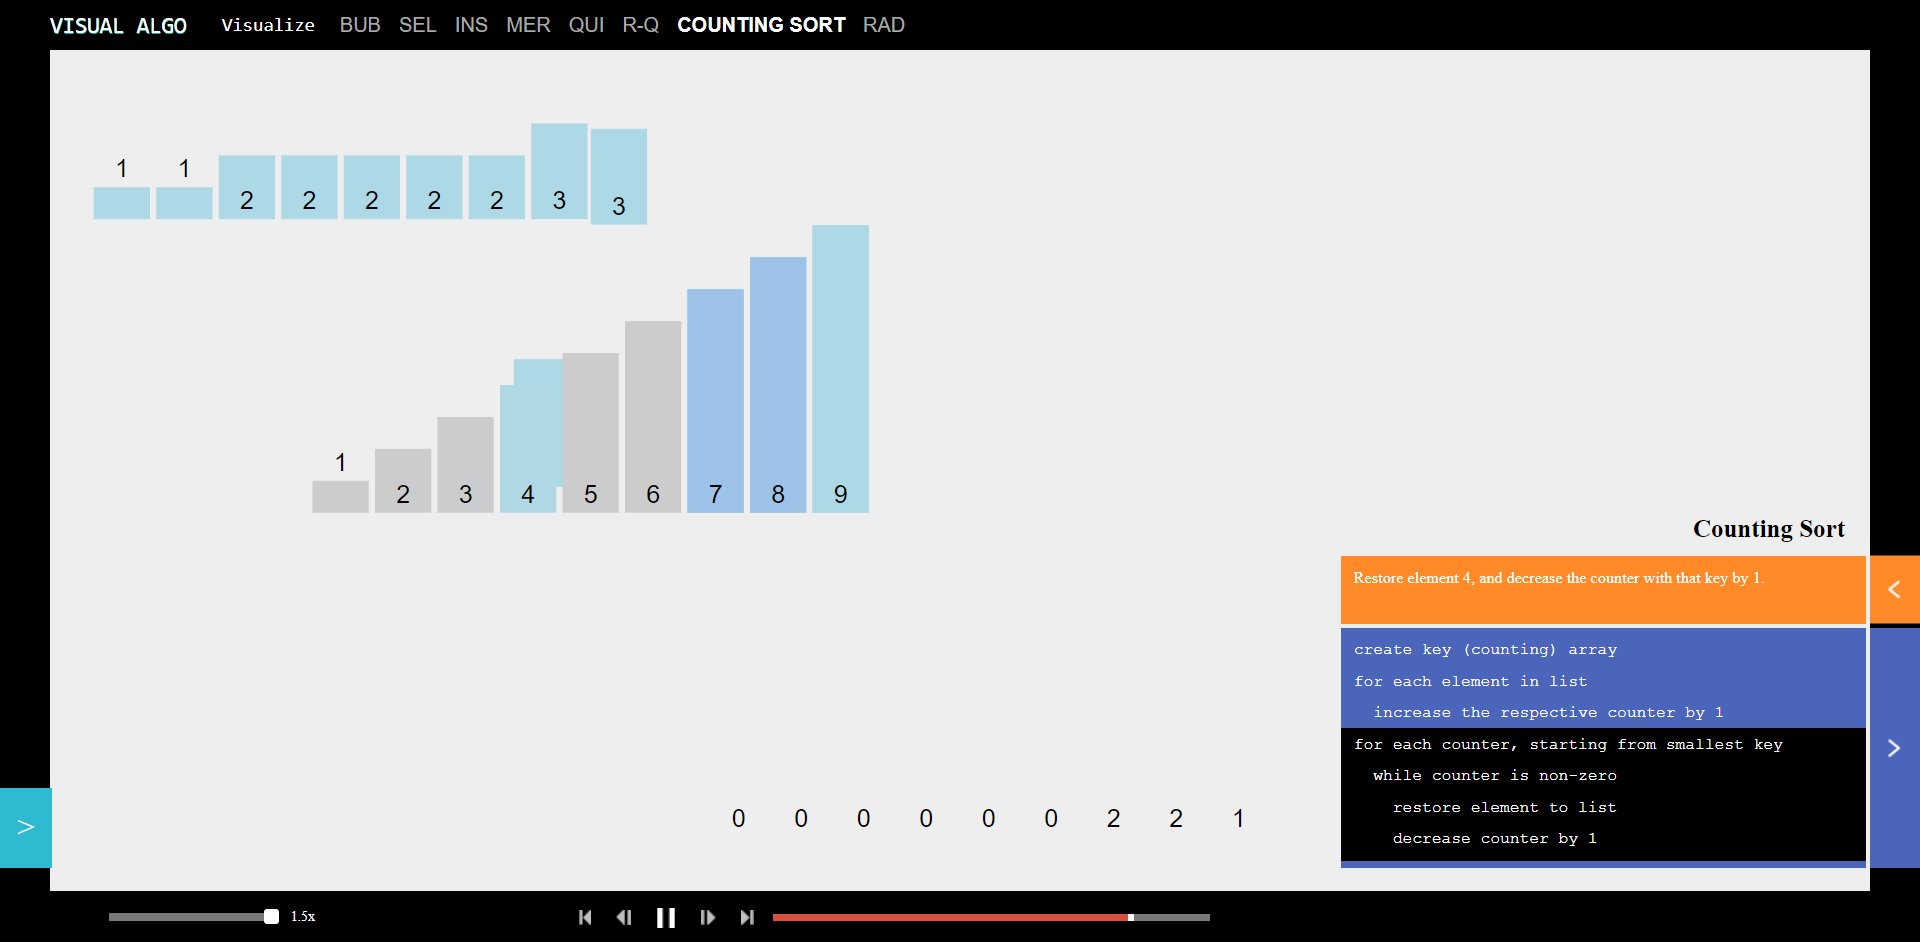 VISUAL ALGO Visualize BUB SEL INS MER QUI R-Q COUNTING SORT RAD
1 1 2 2 2 2 2 3 3
1 2 3 4 5 6 7 8 9
Counting Sort
Restore element 4, and decrease the counter with that key by 1.
create key (counting) array
for each element in list
increase the respective counter by 1
for each counter, starting from smallest key
while counter is non-zero
restore element to list
decrease counter by 1
0 0 0 0 0 0 2 2 1
1.5x